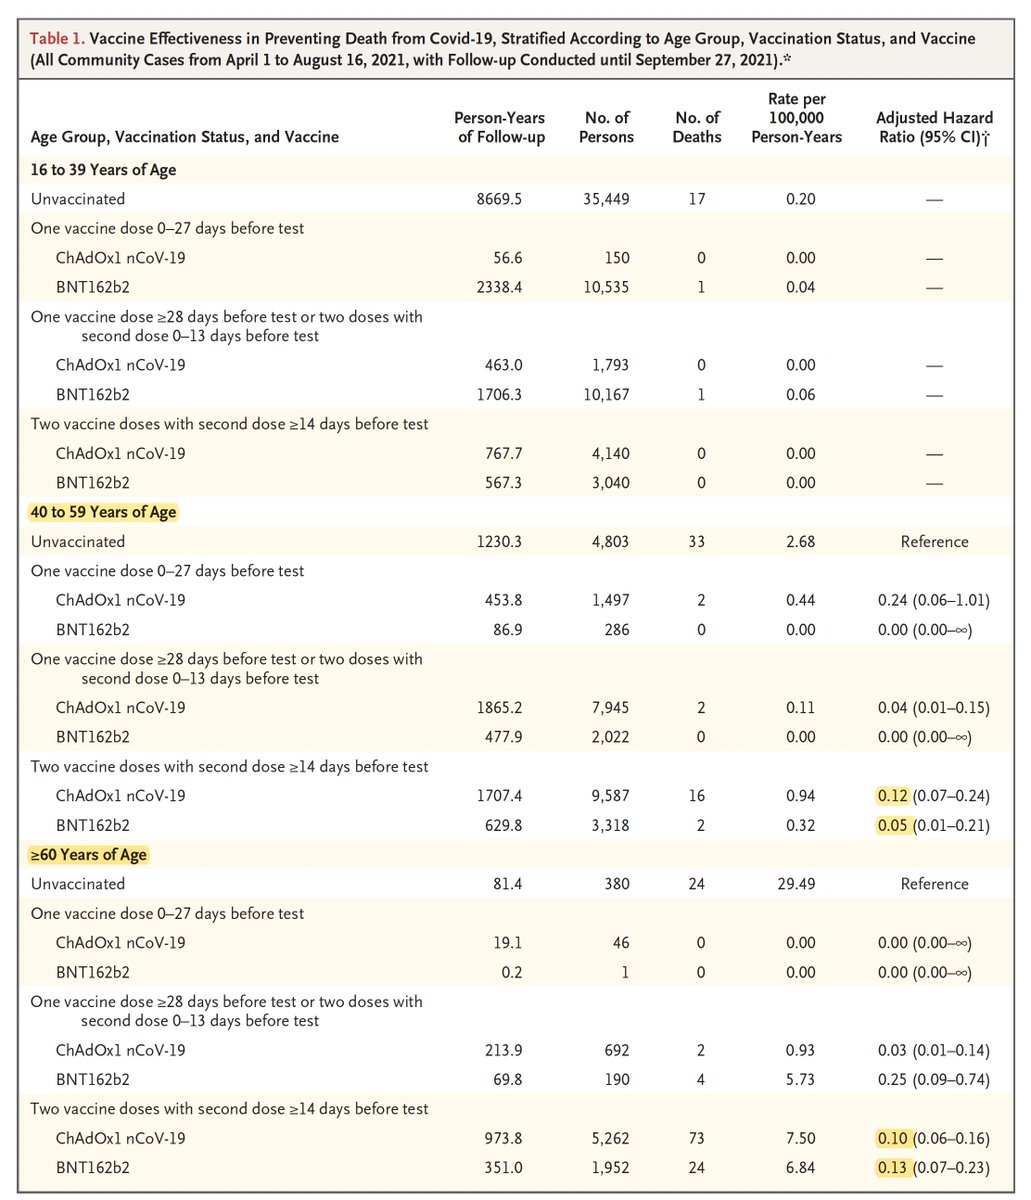 Table 1. Vaccine Effectiveness in Preventing Death from Covid-19, Stratified According to Age Group, Vaccination Status, and Vaccine
(All Community Cases from April 1 to August 16, 2021, with Follow-up Conducted until September 27, 2021).*
Age Group, Vaccination Status, and Vaccine Person-Years of Follow-up No. of Persons No. of Deaths Rate per 100,000 Person-Years Adjusted Hazard Ratio (95% CI)†
16 to 39 Years of Age
Unvaccinated 8669.5 35,449 17 0.20 —
One vaccine dose 0–27 days before test
ChAdOx1 nCoV-19 56.6 150 0 0.00 —
BNT162b2 2338.4 10,535 1 0.04 —
One vaccine dose ≥28 days before test or two doses with
second dose 0–13 days before test
ChAdOx1 nCoV-19 463.0 1,793 0 0.00 —
BNT162b2 1706.3 10,167 1 0.06 —
Two vaccine doses with second dose ≥14 days before test
ChAdOx1 nCoV-19 767.7 4,140 0 0.00 —
BNT162b2 567.3 3,040 0 0.00 —
40 to 59 Years of Age
Unvaccinated 1230.3 4,803 33 2.68 Reference
One vaccine dose 0–27 days before test
ChAdOx1 nCoV-19 453.8 1,497 2 0.44 0.24 (0.06–1.01)
BNT162b2 86.9 286 0 0.00 0.00 (0.00–∞)
One vaccine dose ≥28 days before test or two doses with
second dose 0–13 days before test
ChAdOx1 nCoV-19 1865.2 7,945 2 0.11 0.04 (0.01–0.15)
BNT162b2 477.9 2,022 0 0.00 0.00 (0.00–∞)
Two vaccine doses with second dose ≥14 days before test
ChAdOx1 nCoV-19 1707.4 9,587 16 0.94 0.12 (0.07–0.24)
BNT162b2 629.8 3,318 2 0.32 0.05 (0.01–0.21)
≥60 Years of Age
Unvaccinated 81.4 380 24 29.49 Reference
One vaccine dose 0–27 days before test
ChAdOx1 nCoV-19 19.1 46 0 0.00 0.00 (0.00–∞)
BNT162b2 0.2 1 0 0.00 0.00 (0.00–∞)
One vaccine dose ≥28 days before test or two doses with
second dose 0–13 days before test
ChAdOx1 nCoV-19 213.9 692 2 0.93 0.03 (0.01–0.14)
BNT162b2 69.8 190 4 5.73 0.25 (0.09–0.74)
Two vaccine doses with second dose ≥14 days before test
ChAdOx1 nCoV-19 973.8 5,262 73 7.50 0.10 (0.06–0.16)
BNT162b2 351.0 1,952 24 6.84 0.13 (0.07–0.23)